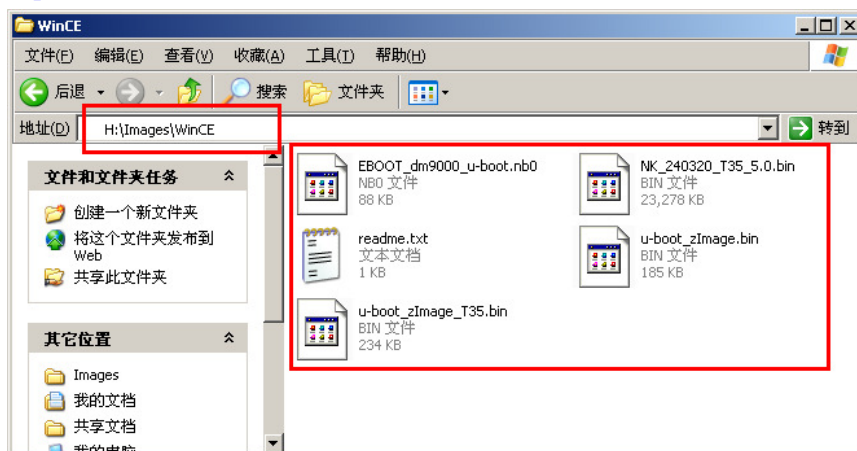 WinCE
文件(F) 编辑(E) 查看(V) 收藏(A) 工具(T) 帮助(H)
后退 搜索 文件夹
地址(D) H:\Images\WinCE 转到
文件和文件夹任务
创建一个新文件夹
将这个文件夹发布到
Web
共享此文件夹
其它位置
Images
我的文档
共享文档
我的电脑
EBOOT_dm9000_u-boot.nb0
NB0 文件
88 KB
NK_240320_T35_5.0.bin
BIN 文件
23,278 KB
readme.txt
文本文档
1 KB
u-boot_zImage.bin
BIN 文件
185 KB
u-boot_zImage_T35.bin
BIN 文件
234 KB